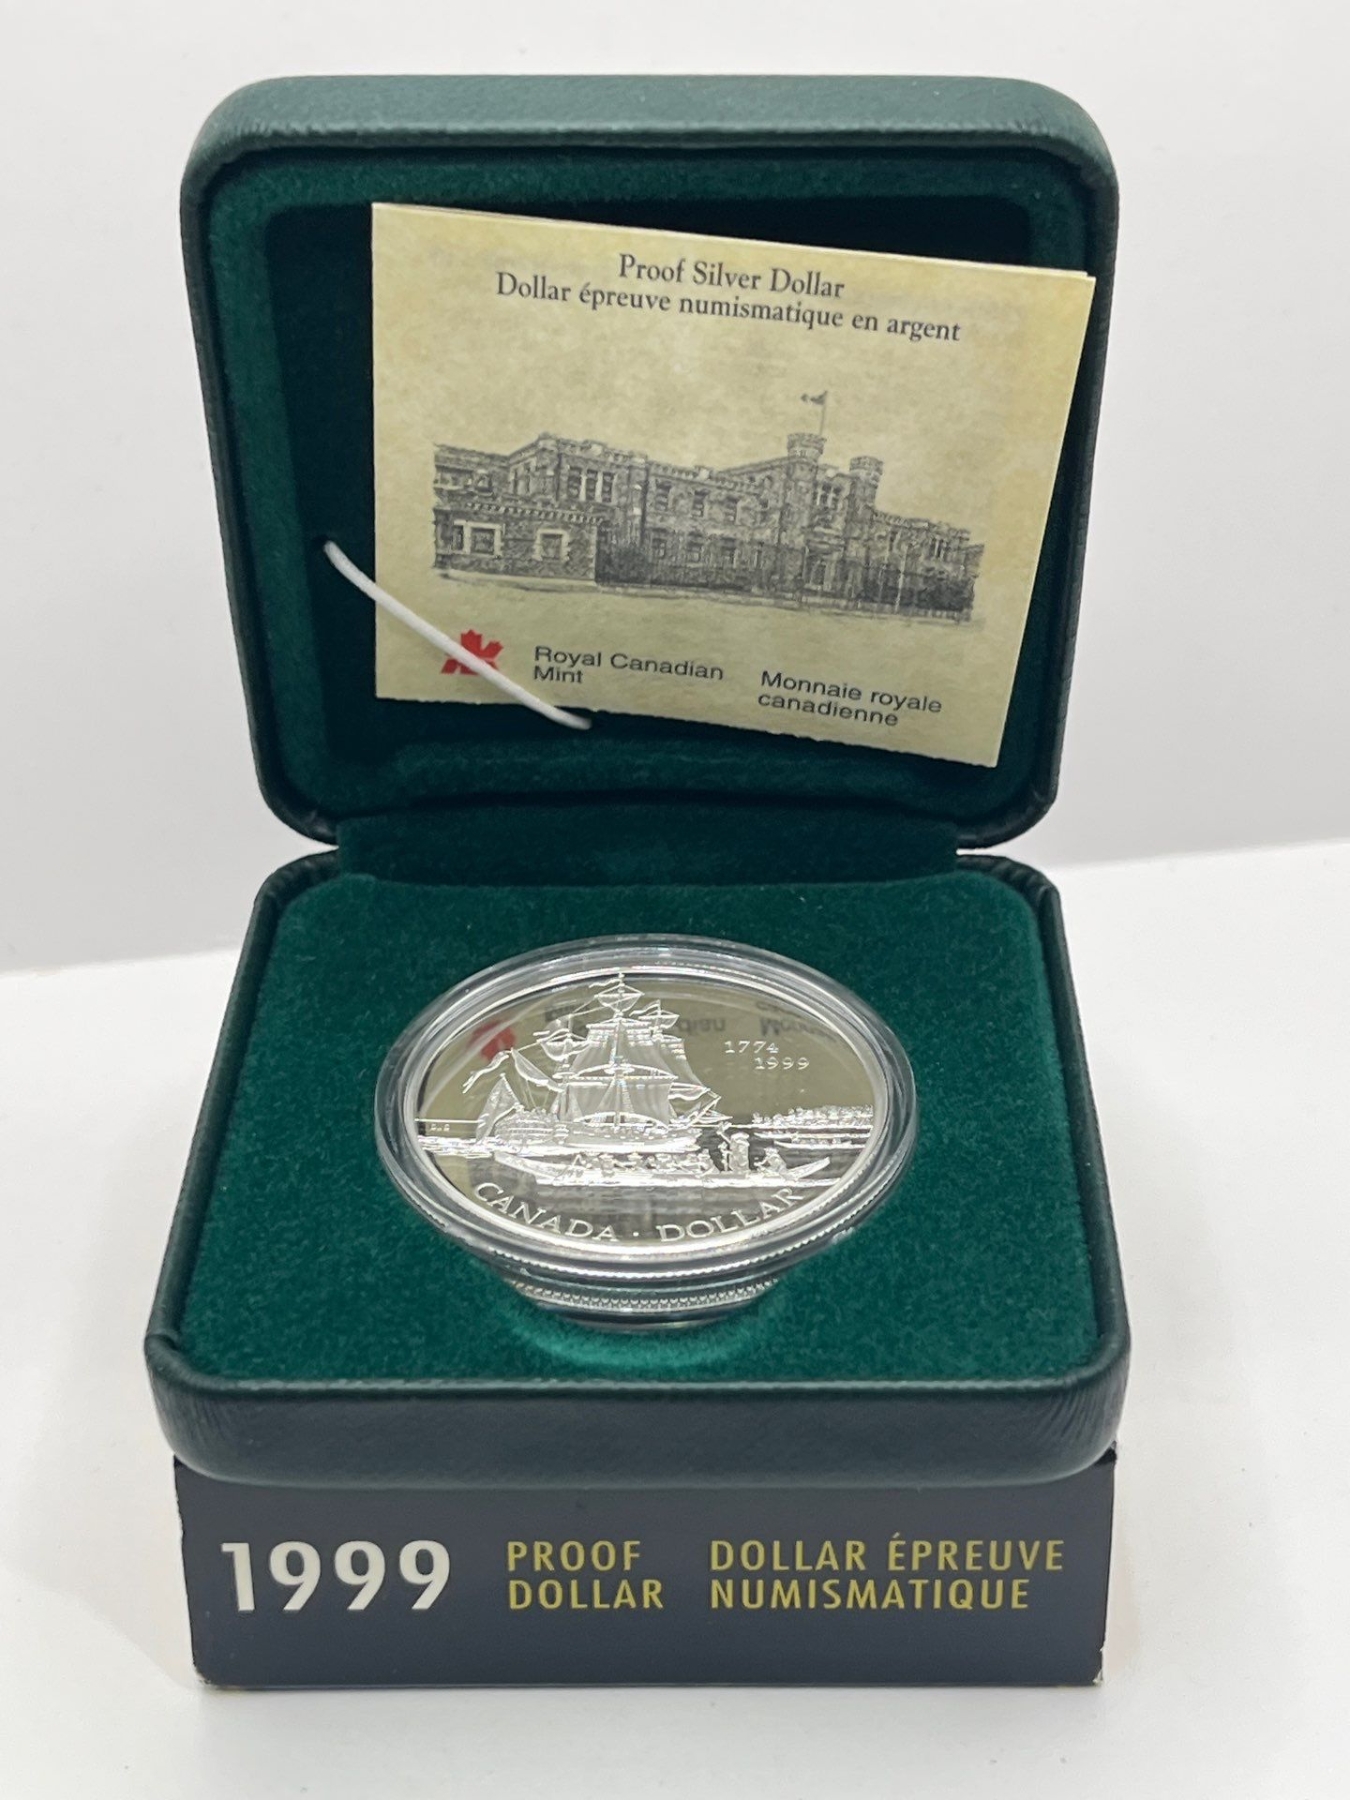 Proof Silver Dollar
Dollar épreuve numismatique en argent
Royal Canadian
Mint
Monnaie royale
canadienne
1774
1999
CANADA · DOLLAR
1999
PROOF
DOLLAR
DOLLAR ÉPREUVE
NUMISMATIQUE